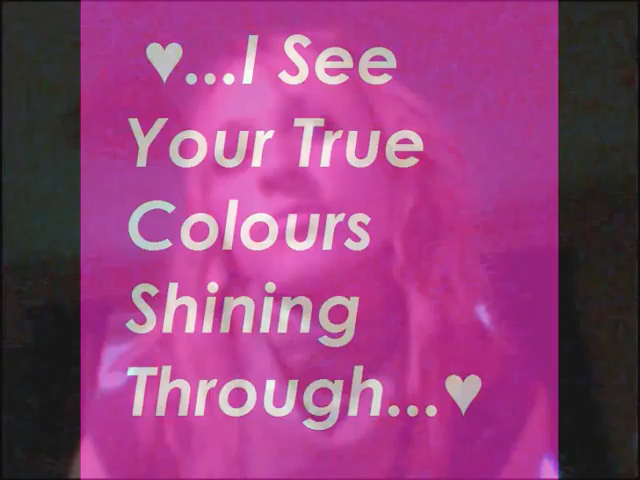 ♥...I See
Your True
Colours
Shining
Through...♥